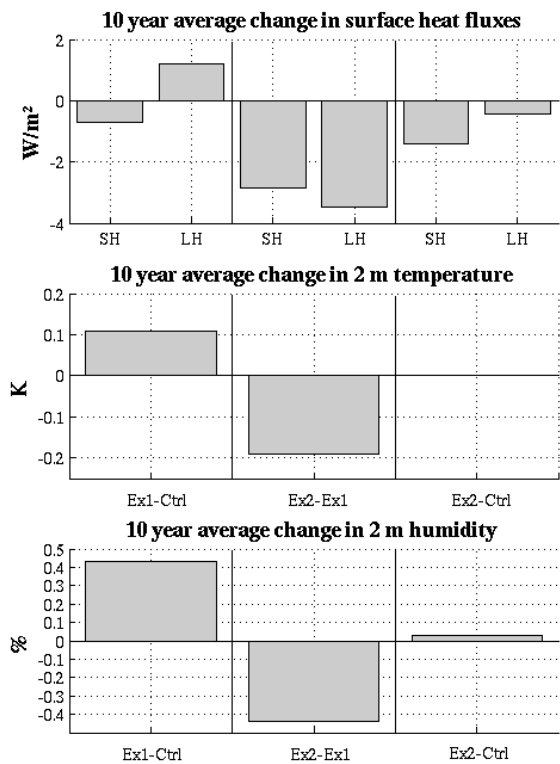 10 year average change in surface heat fluxes
2
0
-2
-4
W/m²
SH LH SH LH SH LH
10 year average change in 2 m temperature
0.2
0.1
0
-0.1
-0.2
K
Ex1-Ctrl Ex2-Ex1 Ex2-Ctrl
10 year average change in 2 m humidity
0.5
0.4
0.3
0.2
0.1
0
-0.1
-0.2
-0.3
-0.4
%
Ex1-Ctrl Ex2-Ex1 Ex2-Ctrl